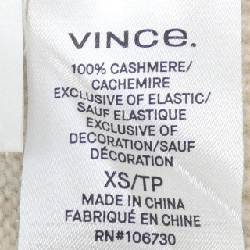 VINCE.
100% CASHMERE/
CACHEMIRE
EXCLUSIVE OF ELASTIC/
SAUF ELASTIQUE
EXCLUSIVE OF
DECORATION/SAUF
DÉCORATION
XS/TP
MADE IN CHINA
FABRIQUÉ EN CHINE
RN#106730